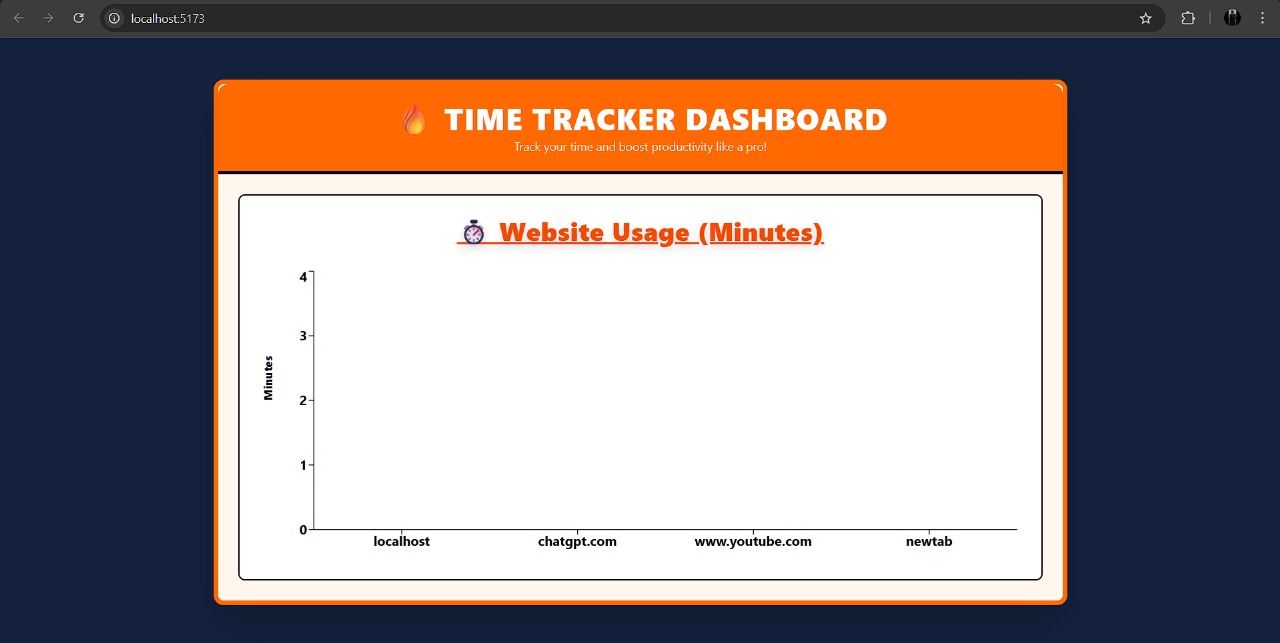 localhost:5173
🔥 TIME TRACKER DASHBOARD
Track your time and boost productivity like a pro!
⏱ Website Usage (Minutes)
4
3
Minutes
2
1
0
localhost chatgpt.com www.youtube.com newtab